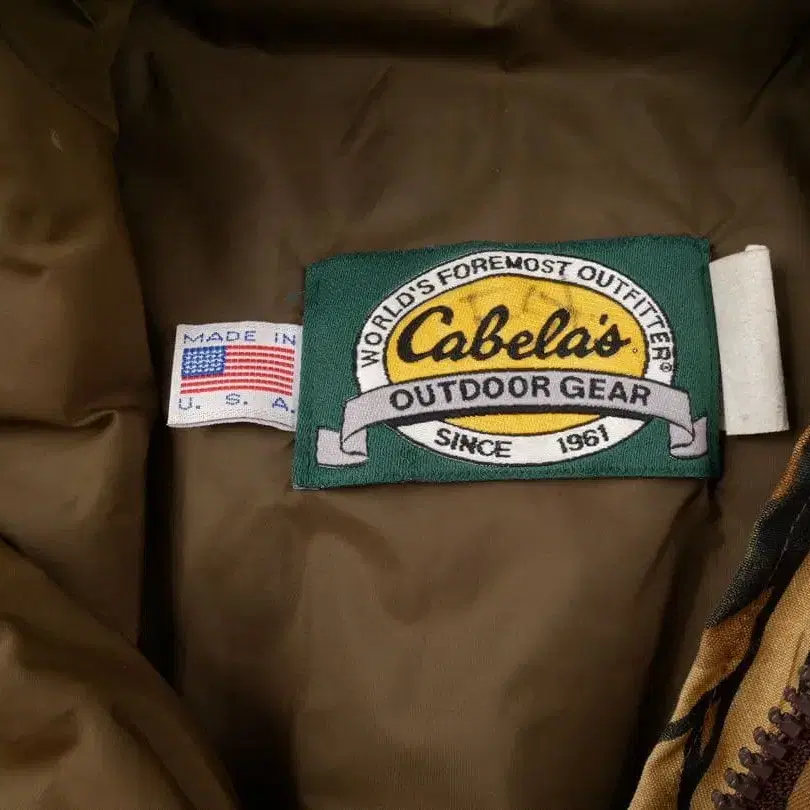 MADE IN
U. S. A.
WORLD'S FOREMOST OUTFITTER®
Cabela's
OUTDOOR GEAR
SINCE 1961